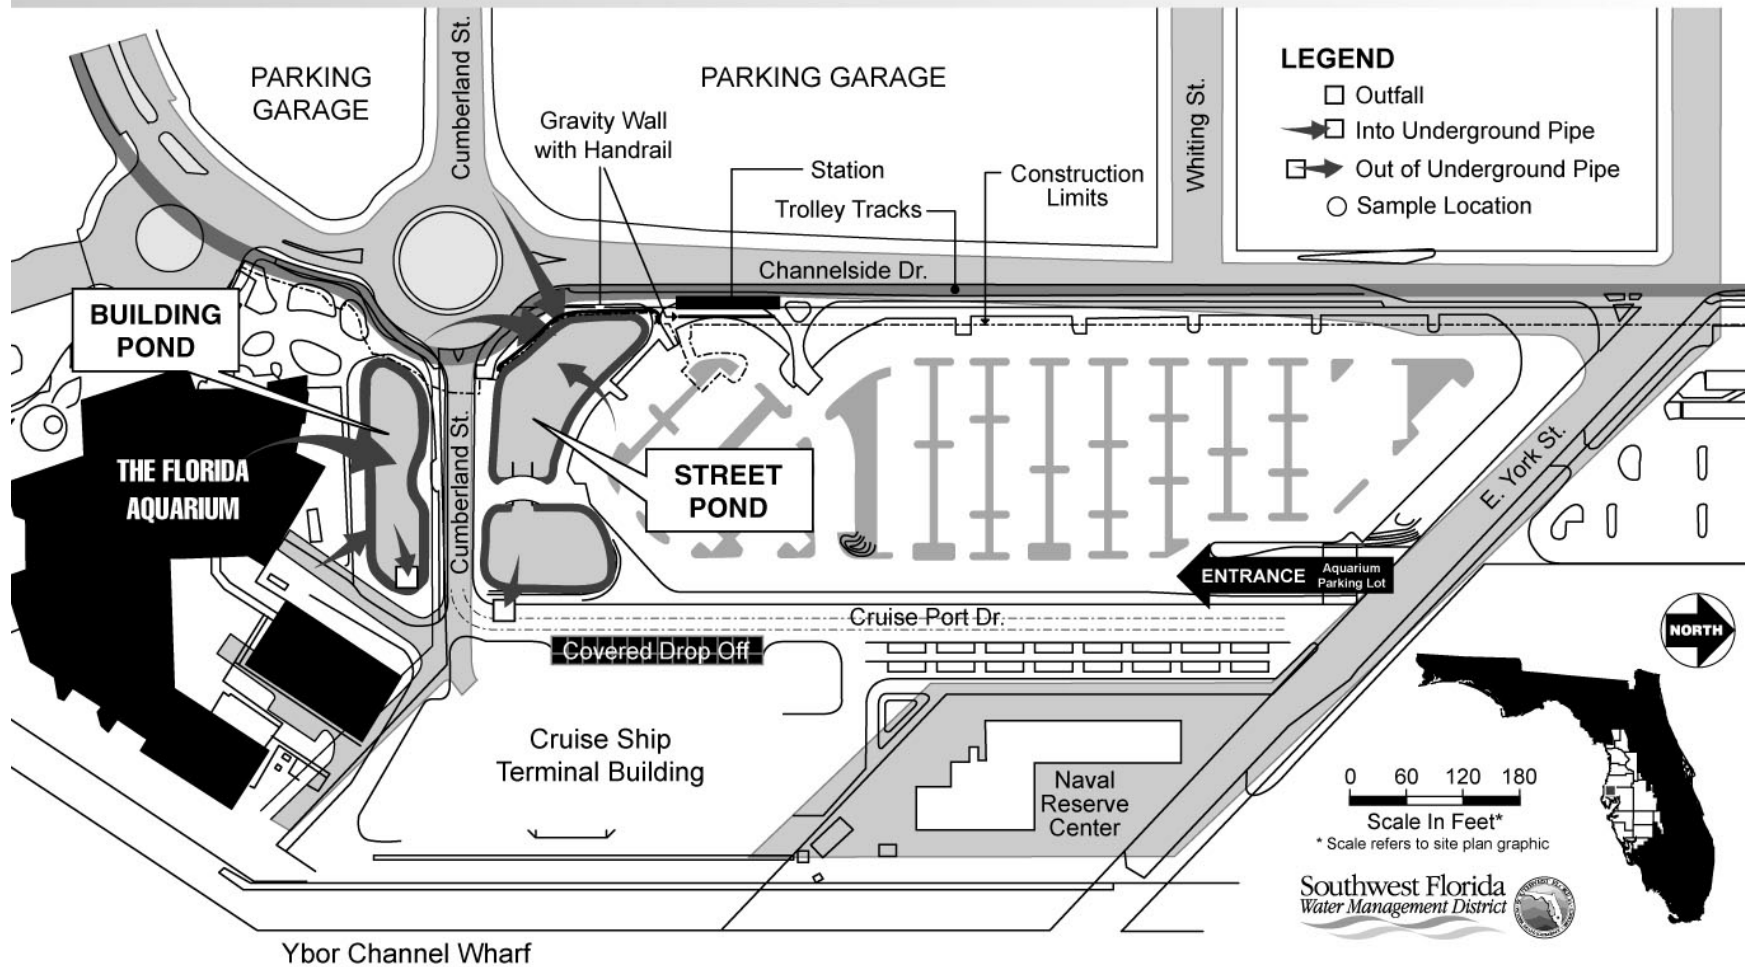 PARKING
GARAGE
Cumberland St.
PARKING GARAGE
Whiting St.
LEGEND
Outfall
Into Underground Pipe
Out of Underground Pipe
Sample Location
Gravity Wall
with Handrail
Station
Trolley Tracks
Construction
Limits
Channelside Dr.
BUILDING
POND
THE FLORIDA
AQUARIUM
Cumberland St.
STREET
POND
E. York St.
ENTRANCE
Aquarium
Parking Lot
Cruise Port Dr.
Covered Drop Off
NORTH
Cruise Ship
Terminal Building
Naval
Reserve
Center
0 60 120 180
Scale In Feet*
* Scale refers to site plan graphic
Southwest Florida
Water Management District
Ybor Channel Wharf